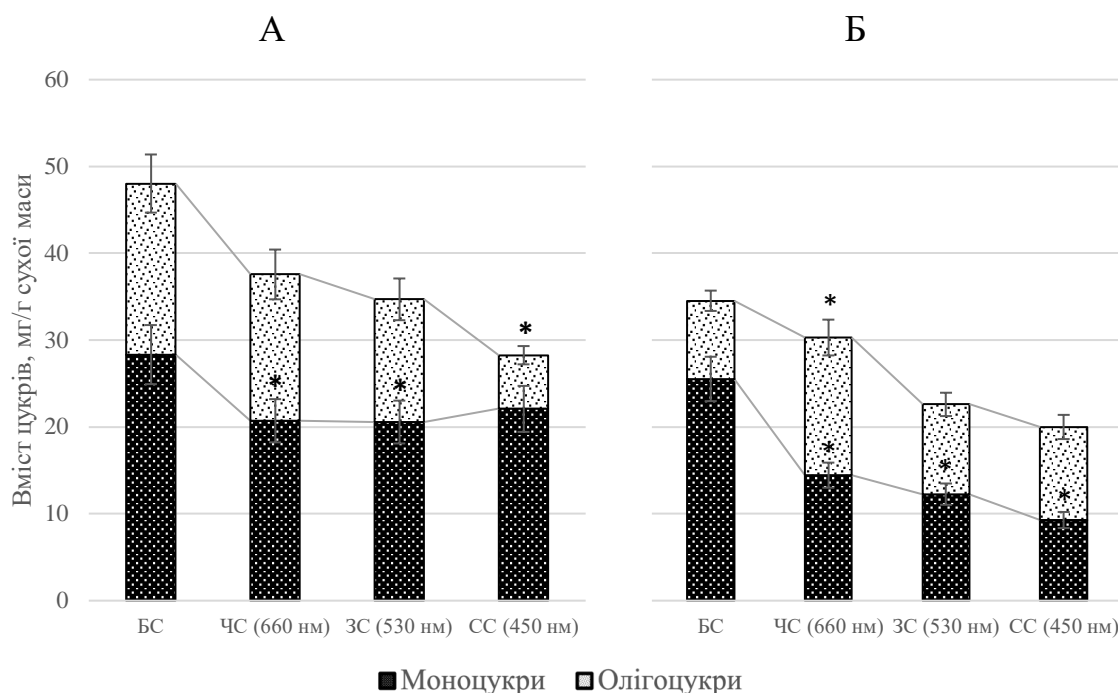 А
Б
Вміст цукрів, мг/г сухої маси
60
50
40
30
20
10
0
*
*
*
*
*
*
*
БС
ЧС (660 нм)
ЗС (530 нм)
СС (450 нм)
БС
ЧС (660 нм)
ЗС (530 нм)
СС (450 нм)
Моноцукри
Олігоцукри